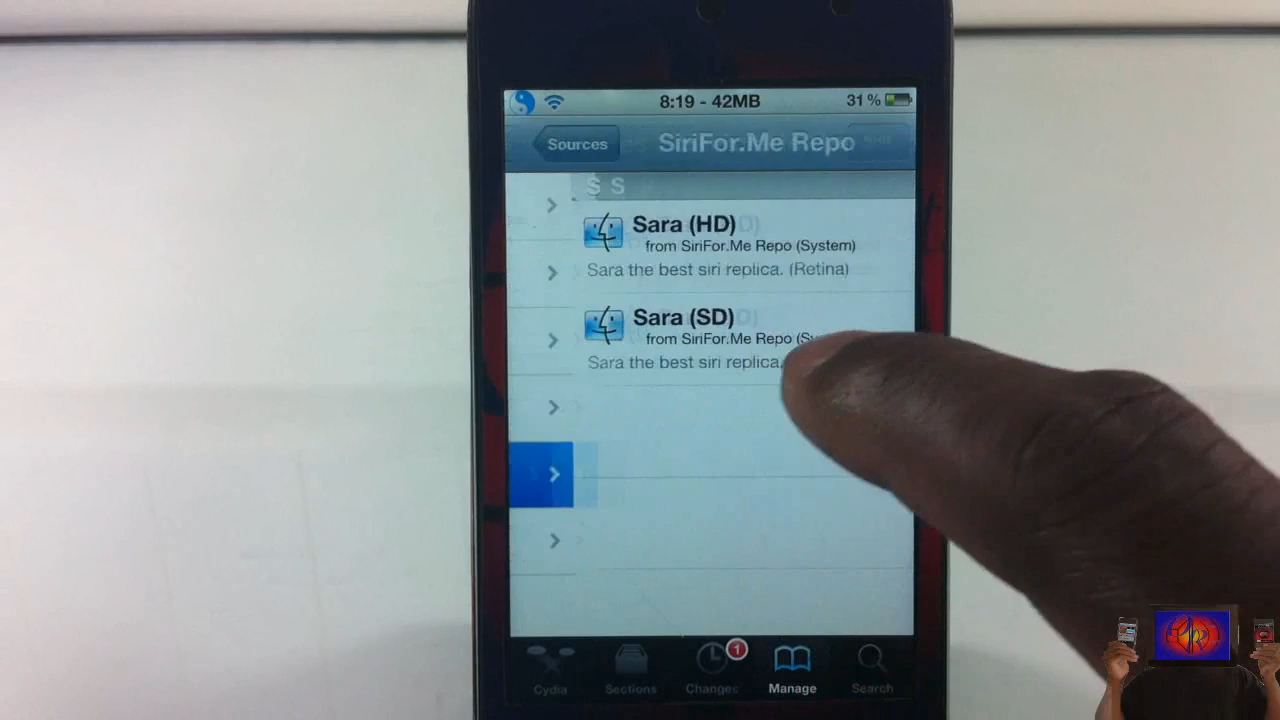 8:19 - 42MB
31%
Sources
SiriFor.Me Repo
S S
Sara (HD)
from SiriFor.Me Repo (System)
Sara the best siri replica. (Retina)
Sara (SD)
from SiriFor.Me Repo
Sara the best siri replica.
1
Cydia
Sections
Changes
Manage
Search